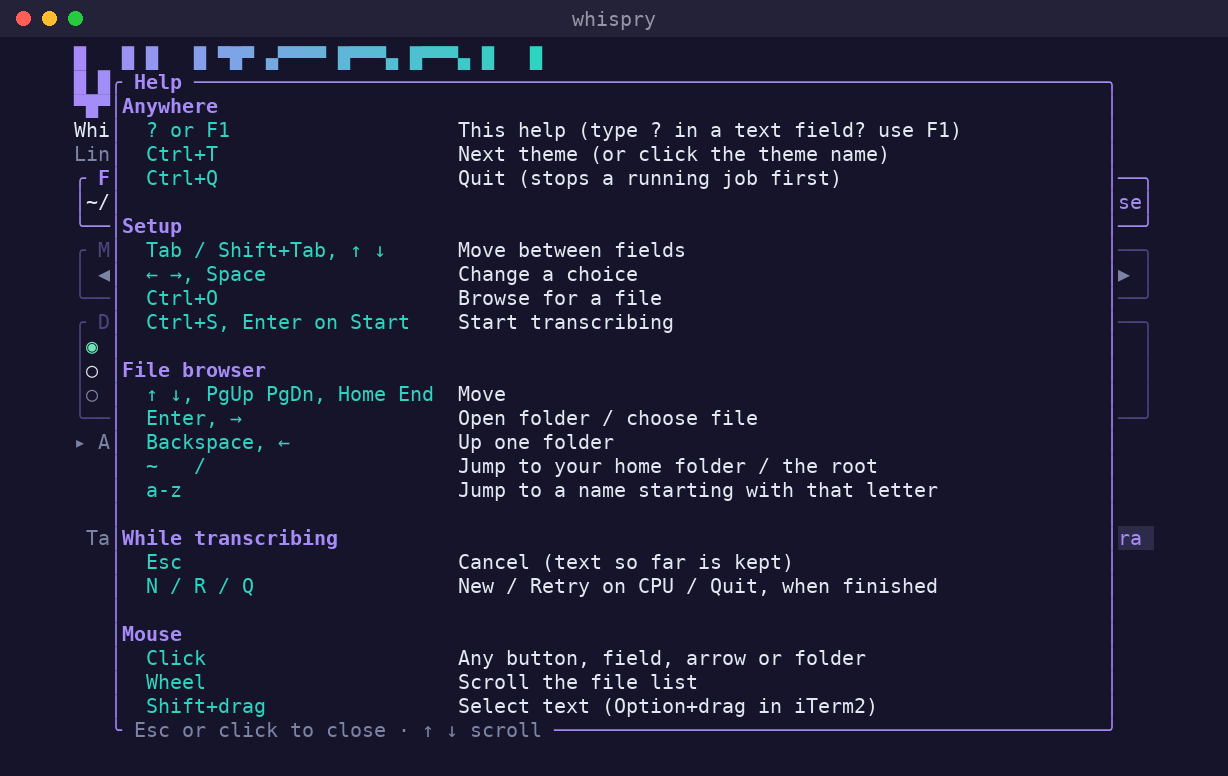 whispry
Help
Anywhere
Whi ? or F1 This help (type ? in a text field? use F1)
Lin Ctrl+T Next theme (or click the theme name)
F Ctrl+Q Quit (stops a running job first)
~/ se
Setup
M Tab / Shift+Tab, ↑ ↓ Move between fields
◀ ← →, Space Change a choice ▶
Ctrl+O Browse for a file
D Ctrl+S, Enter on Start Start transcribing
◉
○ File browser
○ ↑ ↓, PgUp PgDn, Home End Move
Enter, → Open folder / choose file
▸ A Backspace, ← Up one folder
~ / Jump to your home folder / the root
a-z Jump to a name starting with that letter
Ta While transcribing ra
Esc Cancel (text so far is kept)
N / R / Q New / Retry on CPU / Quit, when finished
Mouse
Click Any button, field, arrow or folder
Wheel Scroll the file list
Shift+drag Select text (Option+drag in iTerm2)
Esc or click to close · ↑ ↓ scroll